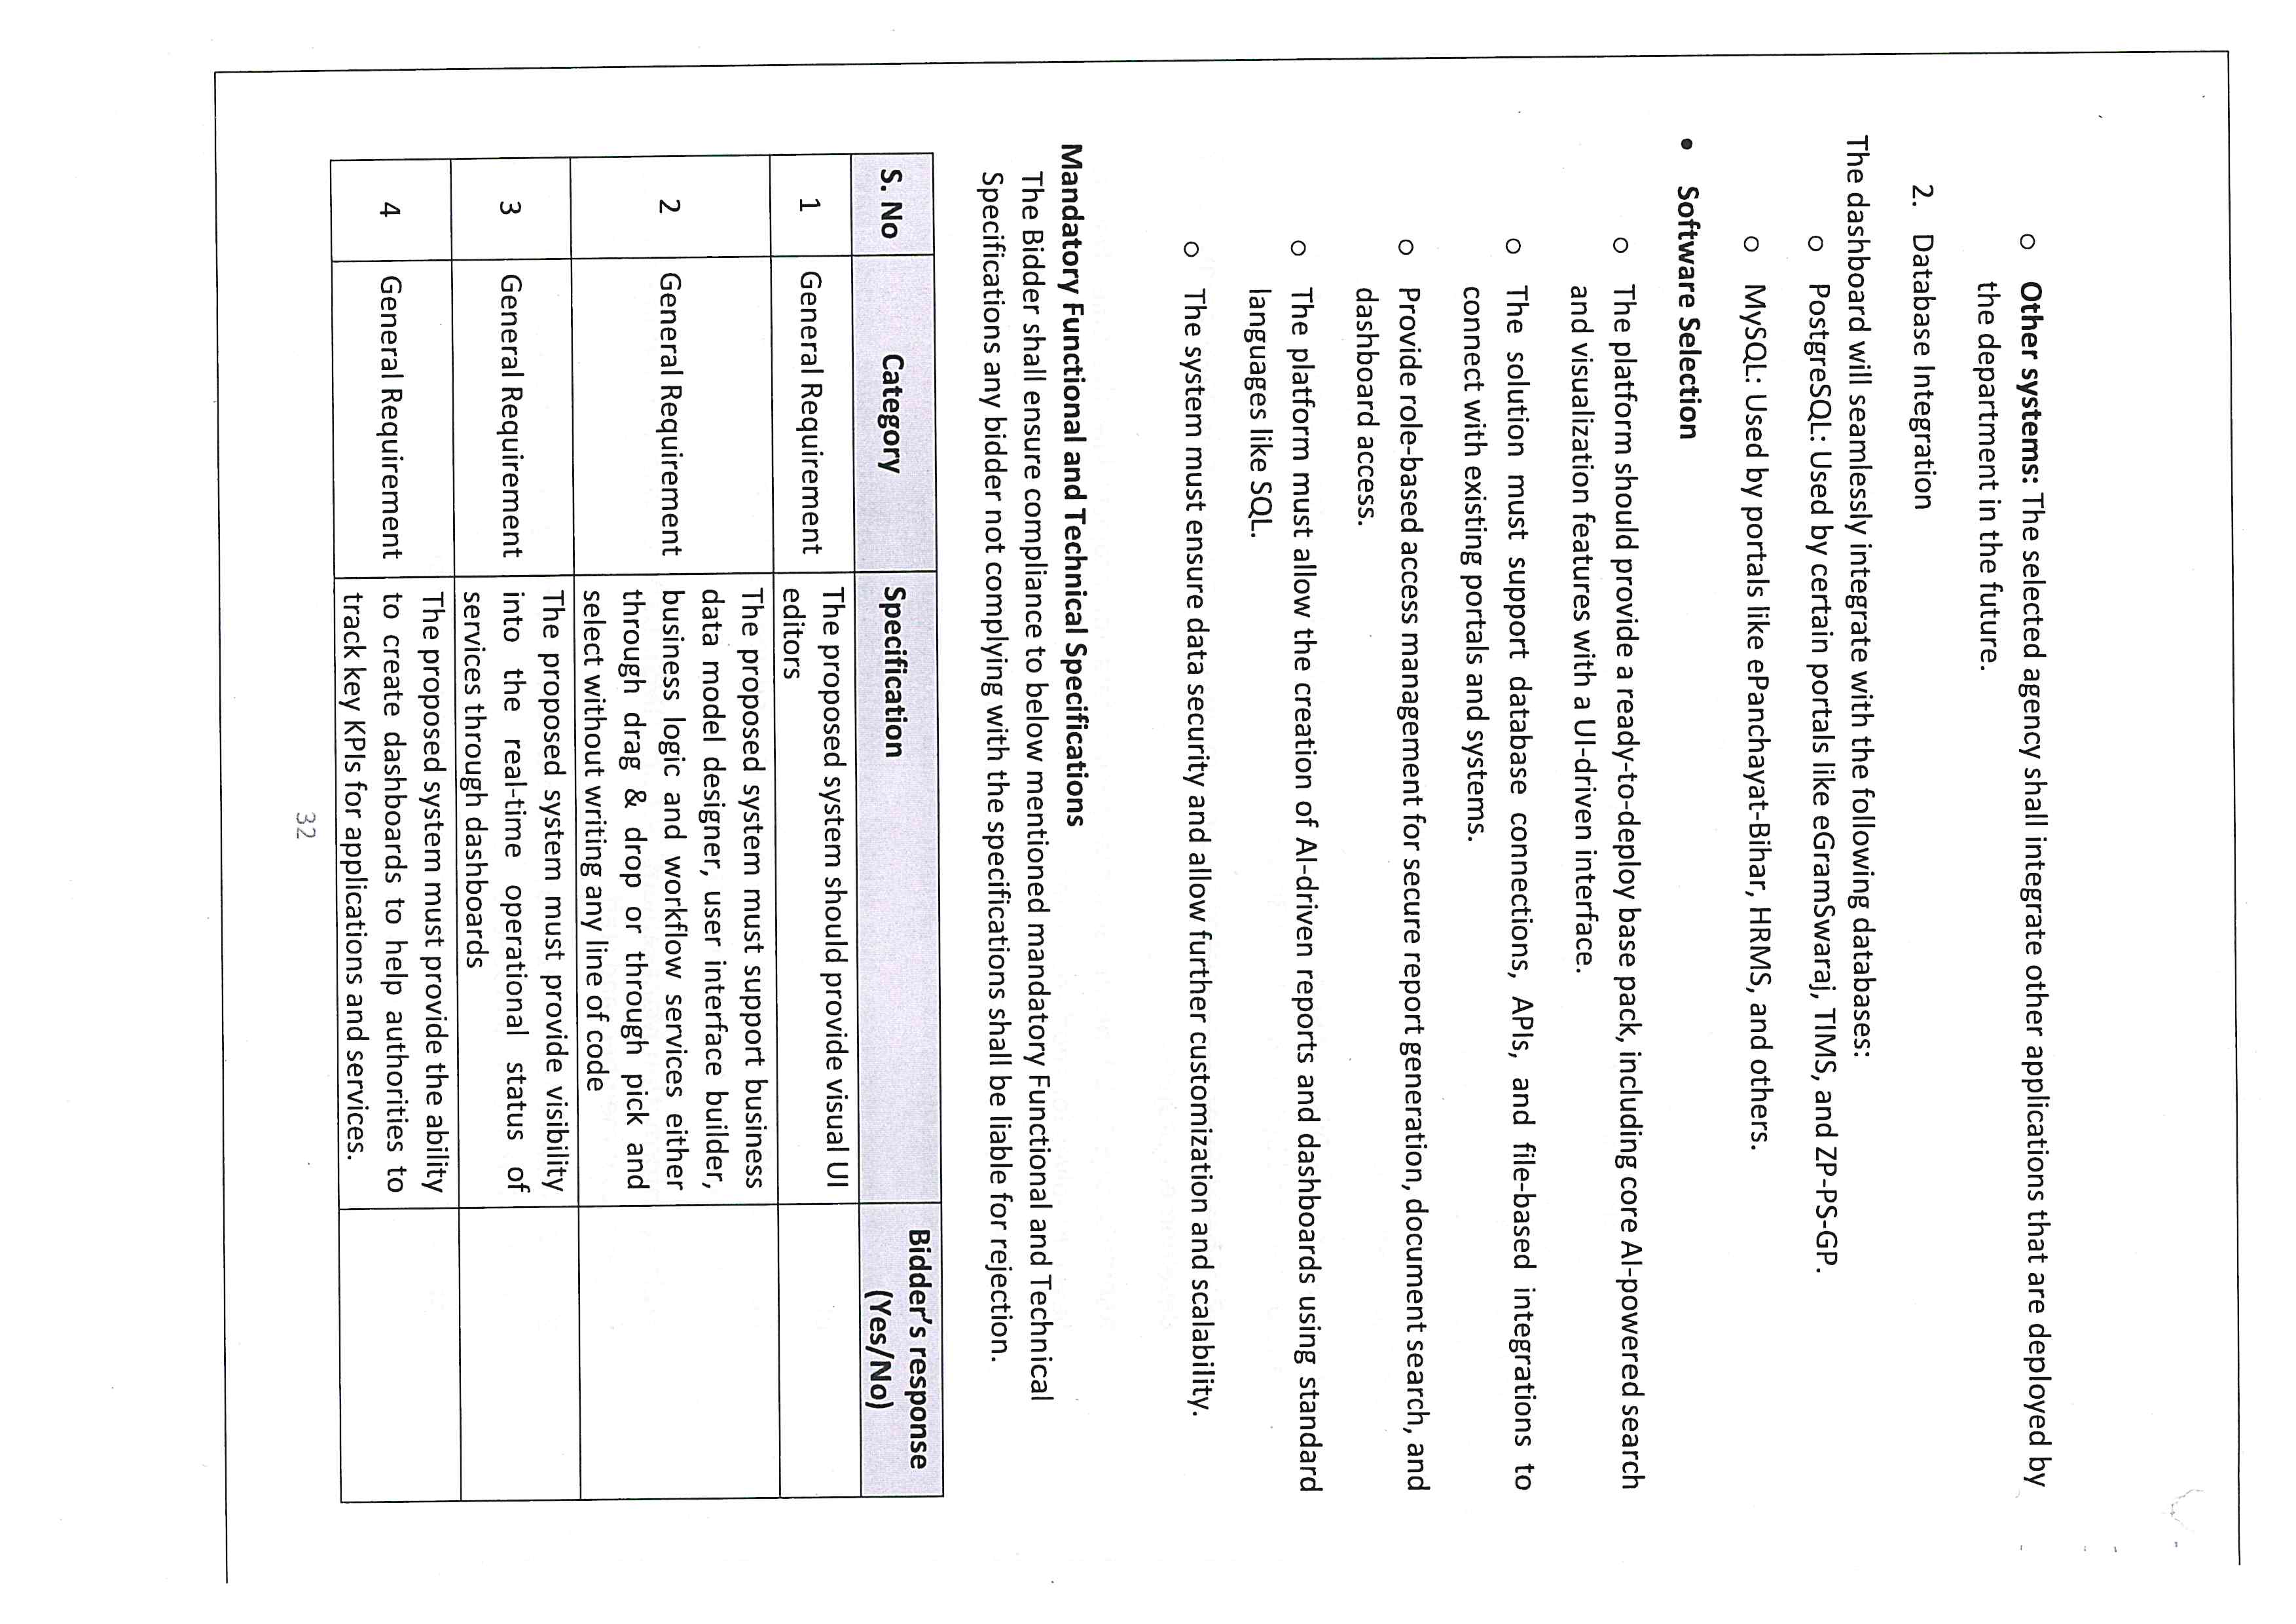 ○ Other systems: The selected agency shall integrate other applications that are deployed by
the department in the future.
2. Database Integration
The dashboard will seamlessly integrate with the following databases:
○ PostgreSQL: Used by certain portals like eGramSwaraj, TIMS, and ZP-PS-GP.
○ MySQL: Used by portals like ePanchayat-Bihar, HRMS, and others.
• Software Selection
○ The platform should provide a ready-to-deploy base pack, including core AI-powered search
and visualization features with a UI-driven interface.
○ The solution must support database connections, APIs, and file-based integrations to
connect with existing portals and systems.
○ Provide role-based access management for secure report generation, document search, and
dashboard access.
○ The platform must allow the creation of AI-driven reports and dashboards using standard
languages like SQL.
○ The system must ensure data security and allow further customization and scalability.
Mandatory Functional and Technical Specifications
The Bidder shall ensure compliance to below mentioned mandatory Functional and Technical
Specifications any bidder not complying with the specifications shall be liable for rejection.
S. No Category Specification Bidder's response
(Yes/No)
1 General Requirement The proposed system should provide visual UI
editors
2 General Requirement The proposed system must support business
data model designer, user interface builder,
business logic and workflow services either
through drag & drop or through pick and
select without writing any line of code
3 General Requirement The proposed system must provide visibility
into the real-time operational status of
services through dashboards
4 General Requirement The proposed system must provide the ability
to create dashboards to help authorities to
track key KPIs for applications and services.
32